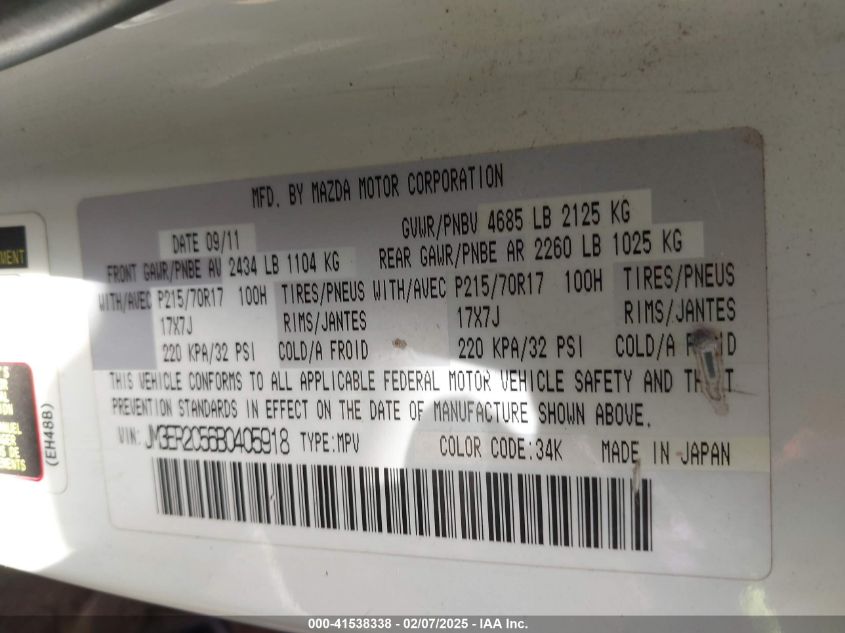 MFD. BY MAZDA MOTOR CORPORATION
DATE 09/11 GVWR/PNBV 4685 LB 2125 KG
FRONT GAWR/PNBE AV 2434 LB 1104 KG REAR GAWR/PNBE AR 2260 LB 1025 KG
WITH/AVEC P215/70R17 100H TIRES/PNEUS WITH/AVEC P215/70R17 100H TIRES/PNEUS
17X7J RIMS/JANTES 17X7J RIMS/JANTES
220 KPA/32 PSI COLD/A FROID 220 KPA/32 PSI COLD/A FROID
THIS VEHICLE CONFORMS TO ALL APPLICABLE FEDERAL MOTOR VEHICLE SAFETY AND THEFT
PREVENTION STANDARDS IN EFFECT ON THE DATE OF MANUFACTURE SHOWN ABOVE.
VIN: JM3ER2C56B0405918 TYPE:MPV COLOR CODE:34K MADE IN JAPAN
(EH48B)
000-41538338 - 02/07/2025 - IAA Inc.